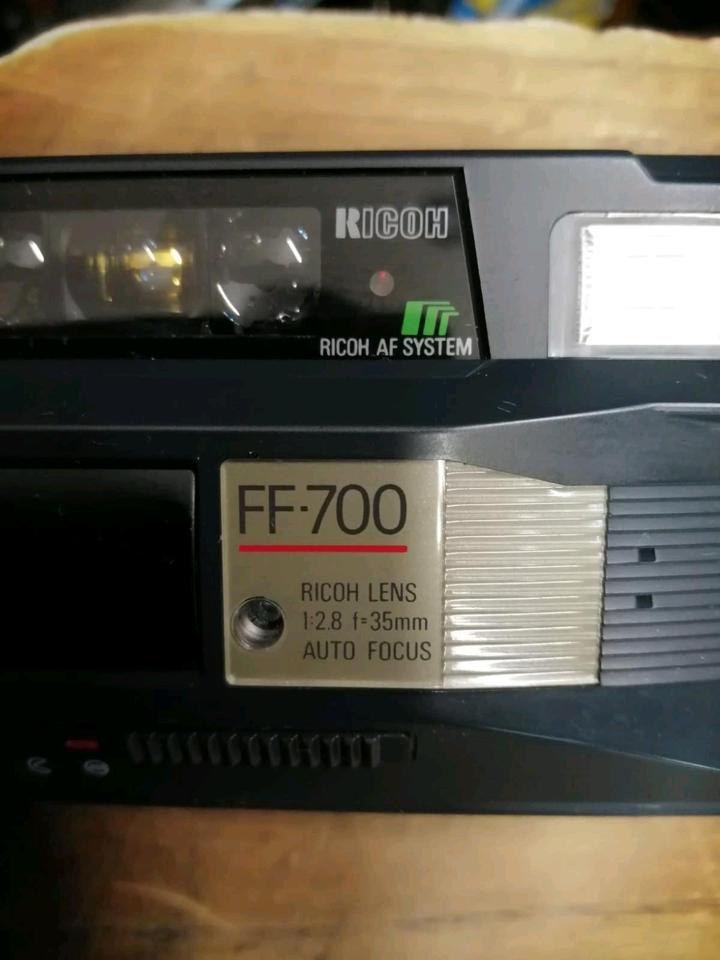 RICOH
RICOH AF SYSTEM
FF-700
RICOH LENS
1:2.8 f=35mm
AUTO FOCUS